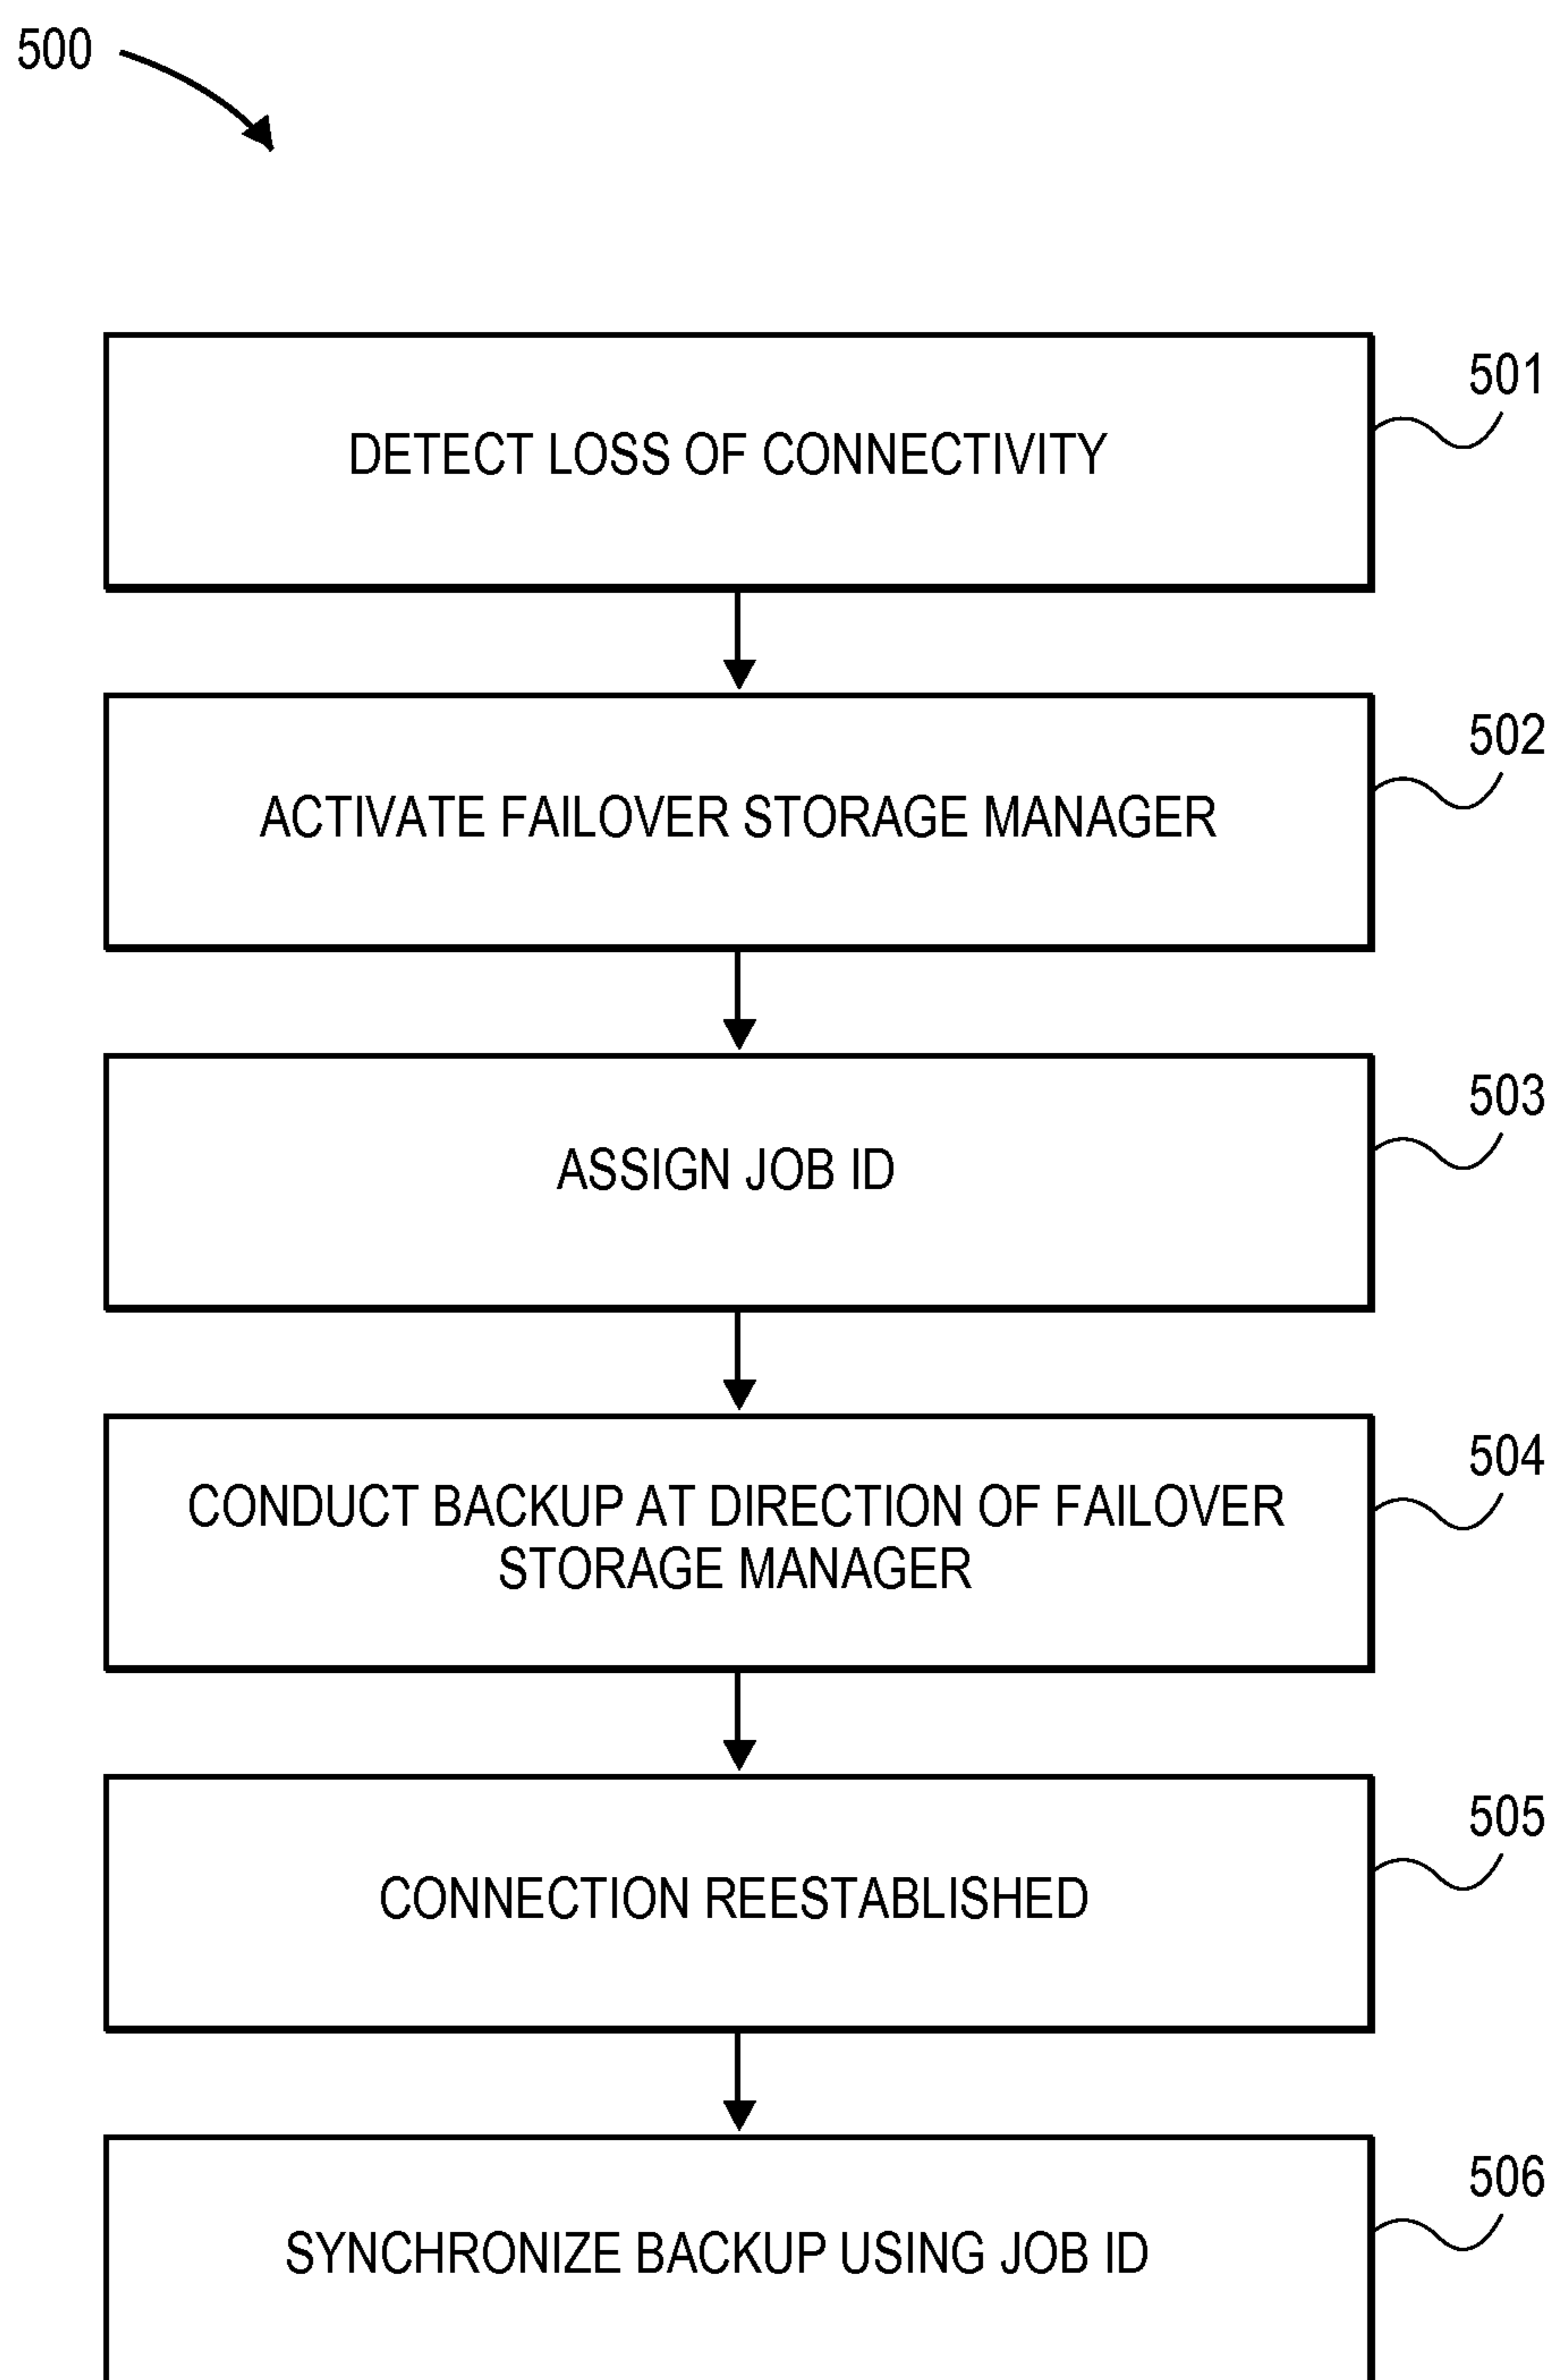 500
501
DETECT LOSS OF CONNECTIVITY
502
ACTIVATE FAILOVER STORAGE MANAGER
503
ASSIGN JOB ID
504
CONDUCT BACKUP AT DIRECTION OF FAILOVER
STORAGE MANAGER
505
CONNECTION REESTABLISHED
506
SYNCHRONIZE BACKUP USING JOB ID